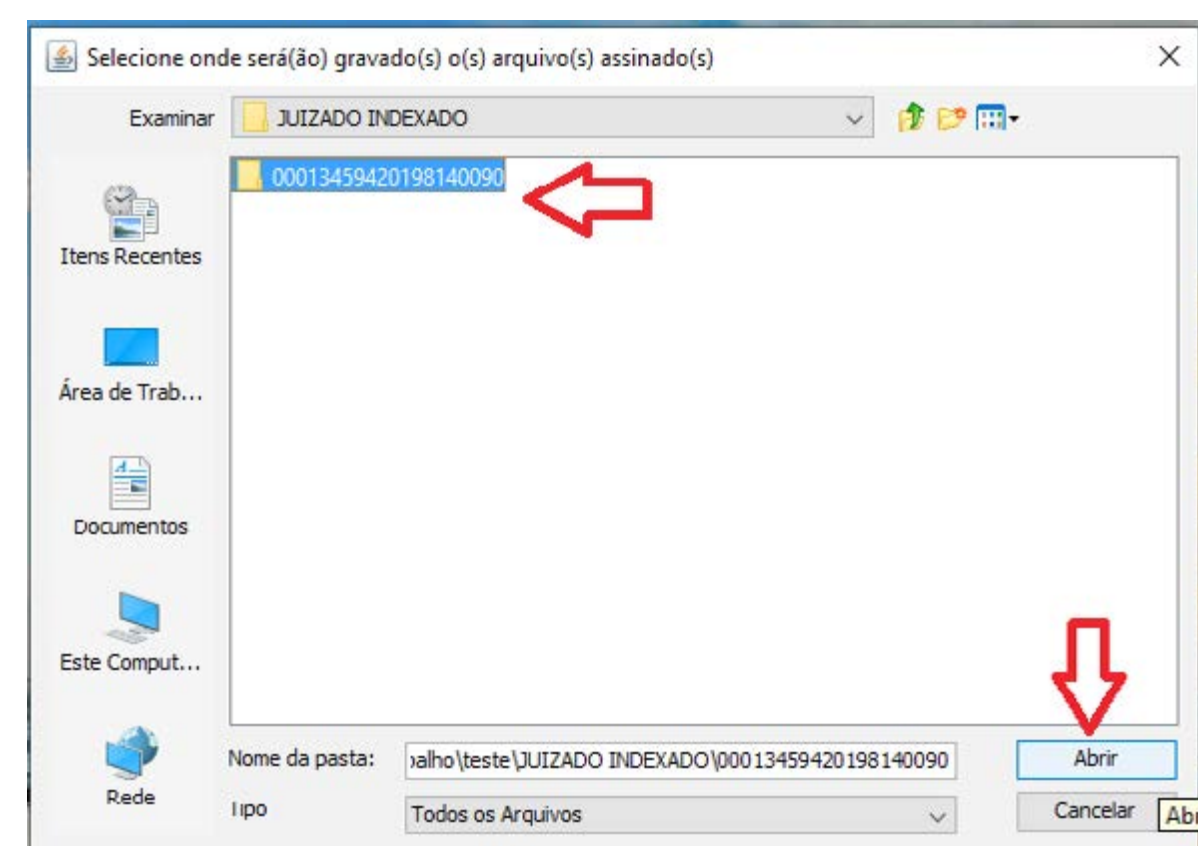 Selecione onde será(ão) gravado(s) o(s) arquivo(s) assinado(s)
Examinar
JUIZADO INDEXADO
00013459420198140090
Itens Recentes
Área de Trab...
Documentos
Este Comput...
Rede
Nome da pasta:
alho\teste\JUIZADO INDEXADO\00013459420198140090
Abrir
Tipo
Todos os Arquivos
Cancelar
Abr